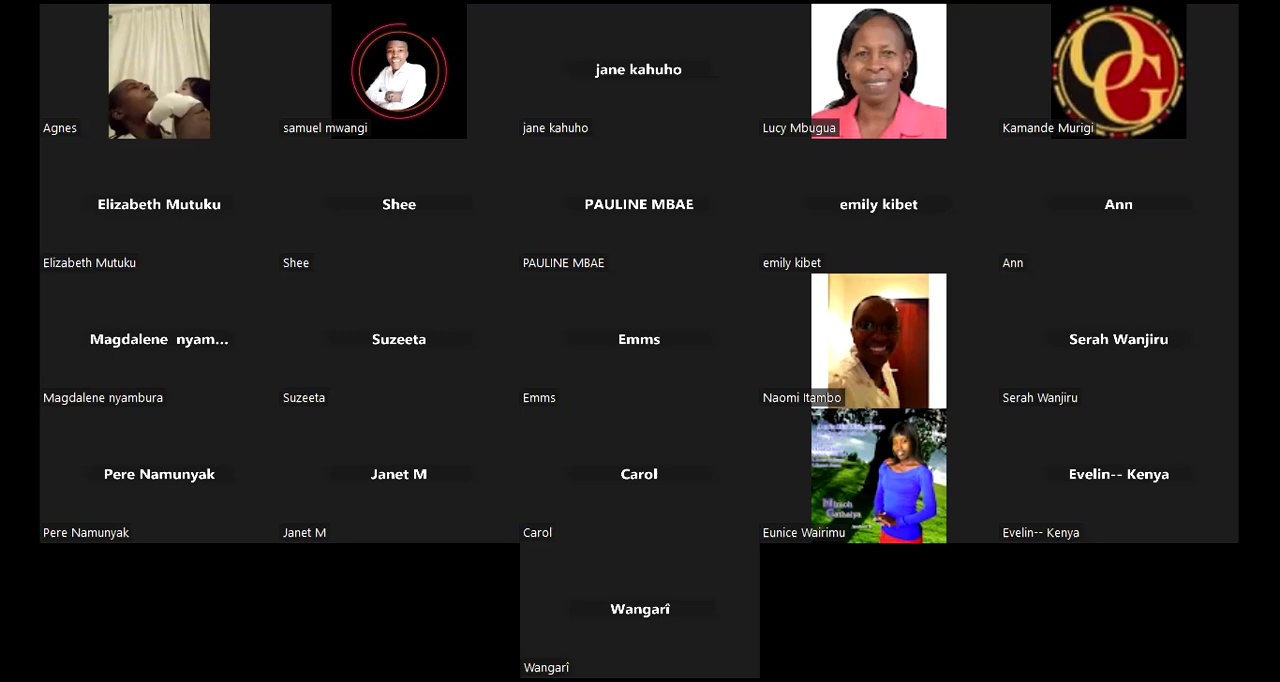 jane kahuho
Agnes
samuel mwangi
jane kahuho
Lucy Mbugua
OG
Kamande Murigi
Elizabeth Mutuku
Shee
PAULINE MBAE
emily kibet
Ann
Elizabeth Mutuku
Shee
PAULINE MBAE
emily kibet
Ann
Magdalene nyam...
Suzeeta
Emms
Serah Wanjiru
Magdalene nyambura
Suzeeta
Emms
Naomi Itambo
Serah Wanjiru
Pere Namunyak
Janet M
Carol
Evelin-- Kenya
Pere Namunyak
Janet M
Carol
Eunice Wairimu
Evelin-- Kenya
Wangarî
Wangarî